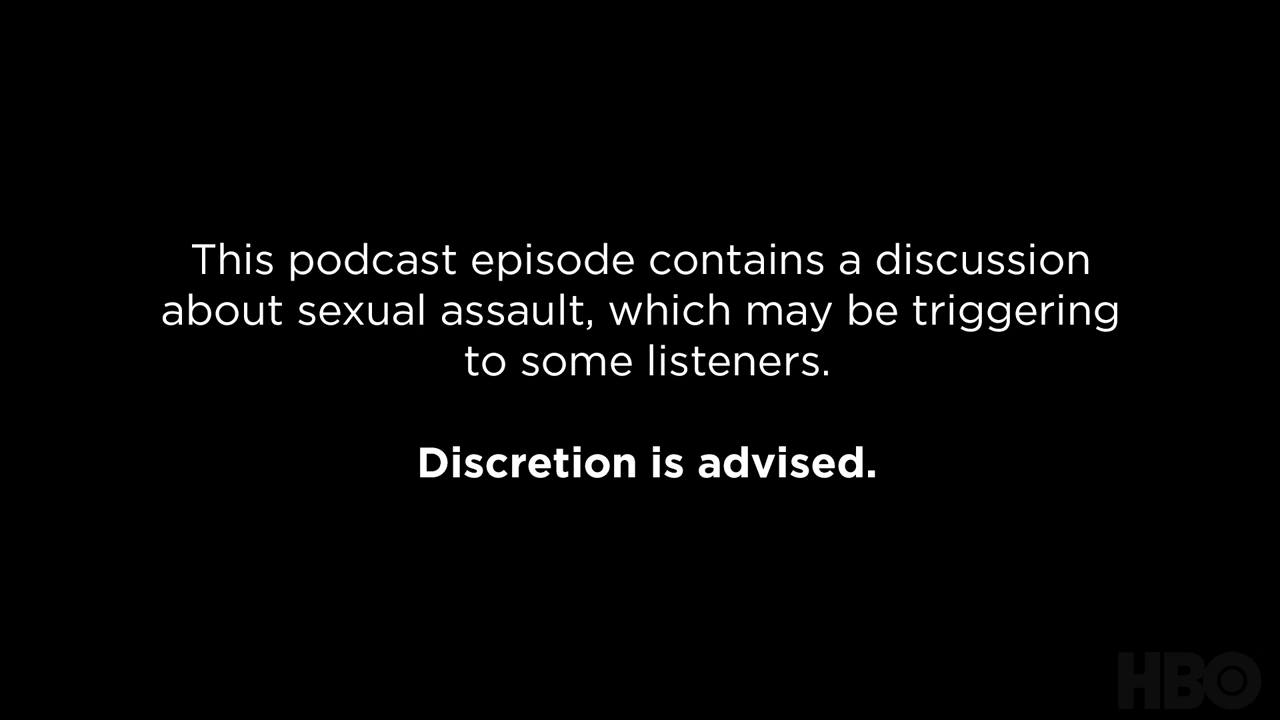 This podcast episode contains a discussion
about sexual assault, which may be triggering
to some listeners.
Discretion is advised.
HBO